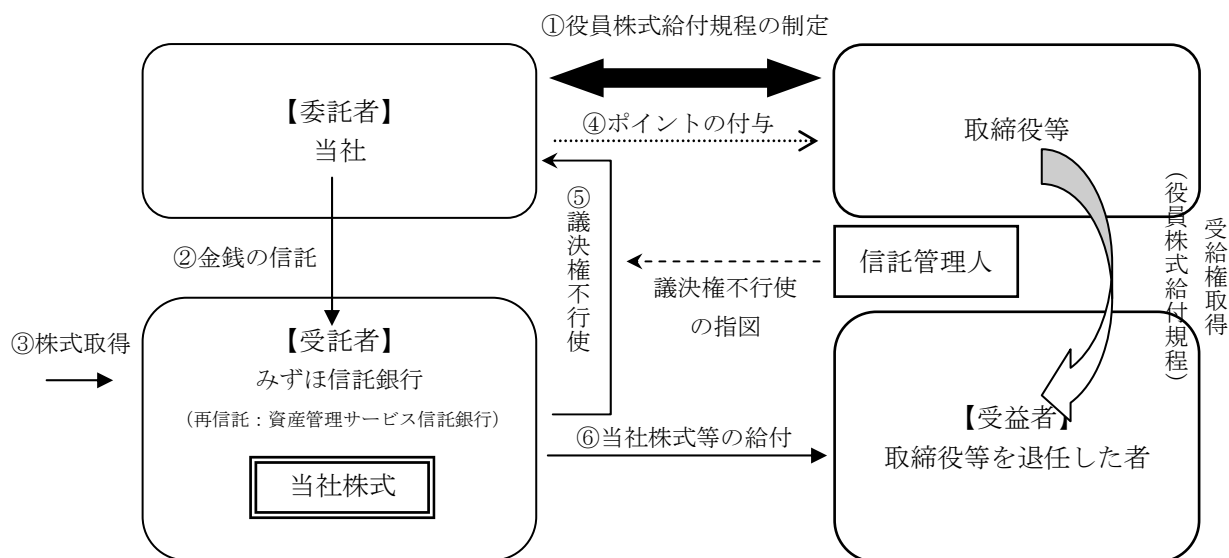 ①役員株式給付規程の制定
【委託者】
当社
④ポイントの付与
取締役等
②金銭の信託
⑤議決権不行使
議決権不行使
の指図
信託管理人
受給権取得
(役員株式給付規程)
③株式取得
【受託者】
みずほ信託銀行
(再信託：資産管理サービス信託銀行)
当社株式
⑥当社株式等の給付
【受益者】
取締役等を退任した者